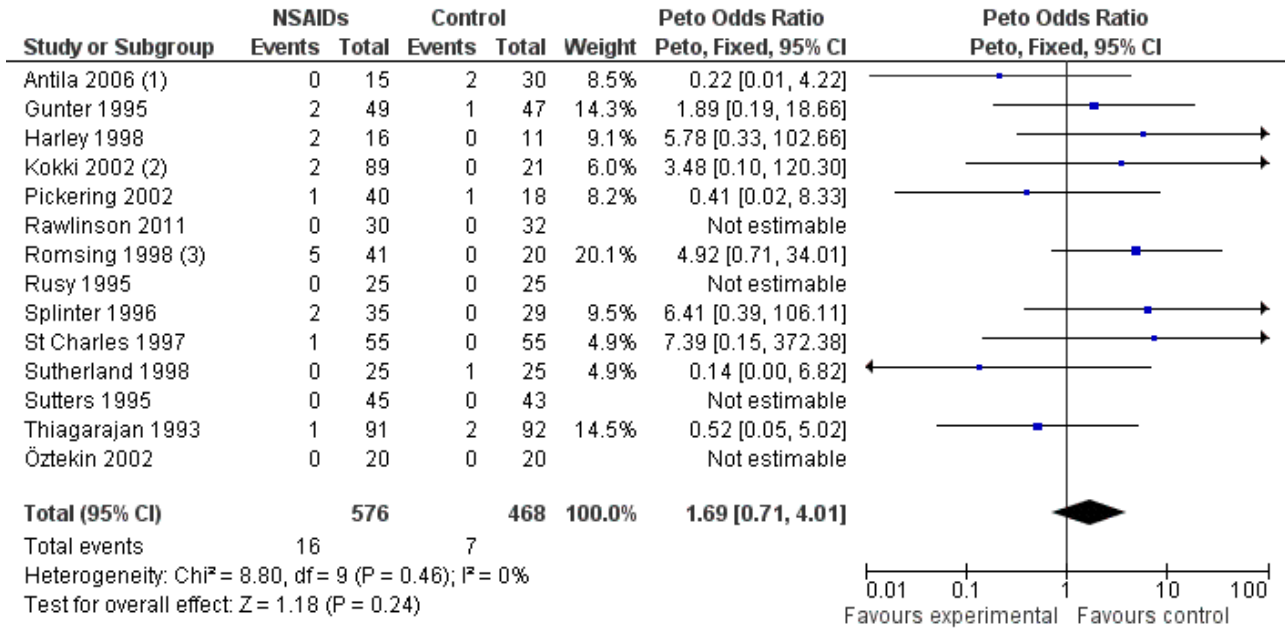 NSAIDs Control Peto Odds Ratio Peto Odds Ratio
Study or Subgroup Events Total Events Total Weight Peto, Fixed, 95% CI Peto, Fixed, 95% CI
Antila 2006 (1) 0 15 2 30 8.5% 0.22 [0.01, 4.22]
Gunter 1995 2 49 1 47 14.3% 1.89 [0.19, 18.66]
Harley 1998 2 16 0 11 9.1% 5.78 [0.33, 102.66]
Kokki 2002 (2) 2 89 0 21 6.0% 3.48 [0.10, 120.30]
Pickering 2002 1 40 1 18 8.2% 0.41 [0.02, 8.33]
Rawlinson 2011 0 30 0 32 Not estimable
Romsing 1998 (3) 5 41 0 20 20.1% 4.92 [0.71, 34.01]
Rusy 1995 0 25 0 25 Not estimable
Splinter 1996 2 35 0 29 9.5% 6.41 [0.39, 106.11]
St Charles 1997 1 55 0 55 4.9% 7.39 [0.15, 372.38]
Sutherland 1998 0 25 1 25 4.9% 0.14 [0.00, 6.82]
Sutters 1995 0 45 0 43 Not estimable
Thiagarajan 1993 1 91 2 92 14.5% 0.52 [0.05, 5.02]
Öztekin 2002 0 20 0 20 Not estimable
Total (95% CI) 576 468 100.0% 1.69 [0.71, 4.01]
Total events 16 7
Heterogeneity: Chi² = 8.80, df = 9 (P = 0.46); I² = 0%
Test for overall effect: Z = 1.18 (P = 0.24)
0.01 0.1 1 10 100
Favours experimental Favours control